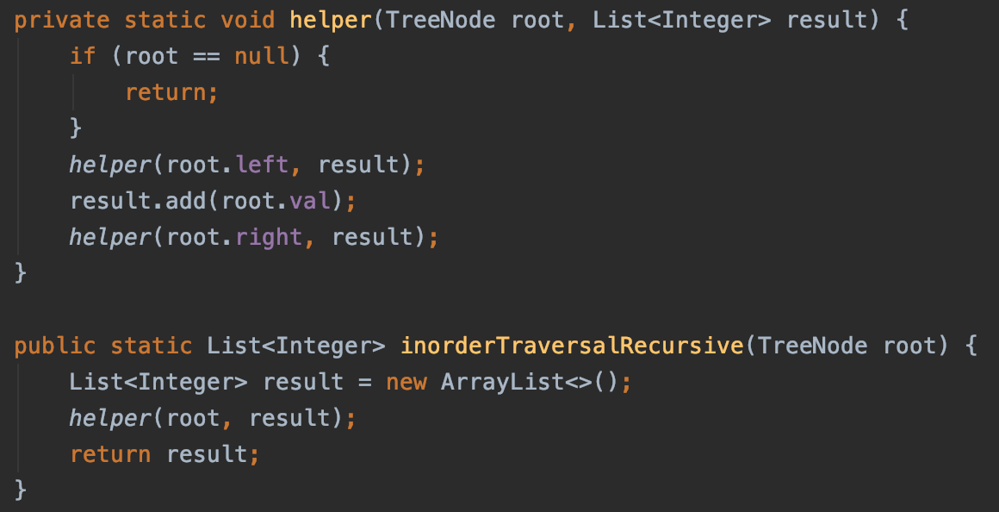 private static void helper(TreeNode root, List<Integer> result) {
    if (root == null) {
        return;
    }
    helper(root.left, result);
    result.add(root.val);
    helper(root.right, result);
}

public static List<Integer> inorderTraversalRecursive(TreeNode root) {
    List<Integer> result = new ArrayList<>();
    helper(root, result);
    return result;
}